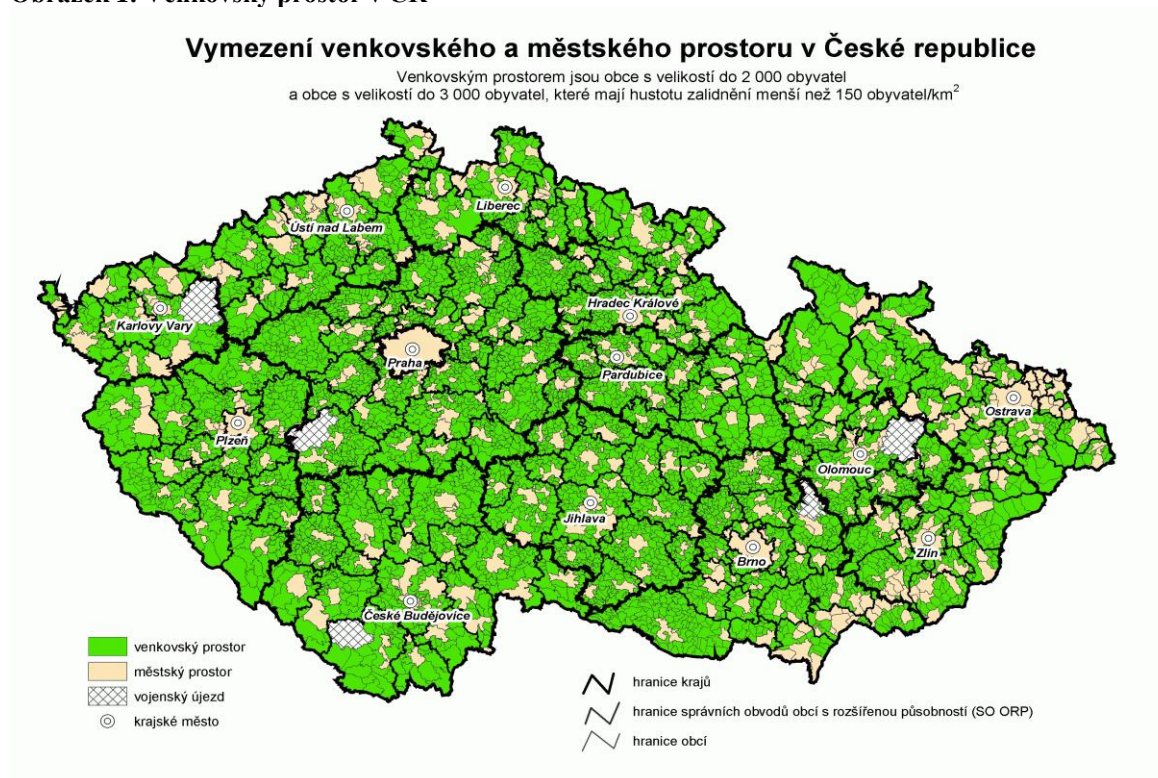 Obrázek 1: Venkovský prostor v ČR
Vymezení venkovského a městského prostoru v České republice
Venkovským prostorem jsou obce s velikostí do 2 000 obyvatel
a obce s velikostí do 3 000 obyvatel, které mají hustotu zalidnění menší než 150 obyvatel/km²
Liberec
Ústí nad Labem
Hradec Králové
Karlovy Vary
Praha
Pardubice
Ostrava
Plzeň
Olomouc
Jihlava
Zlín
Brno
České Budějovice
venkovský prostor
městský prostor
vojenský újezd
krajské město
hranice krajů
hranice správních obvodů obcí s rozšířenou působností (SO ORP)
hranice obcí